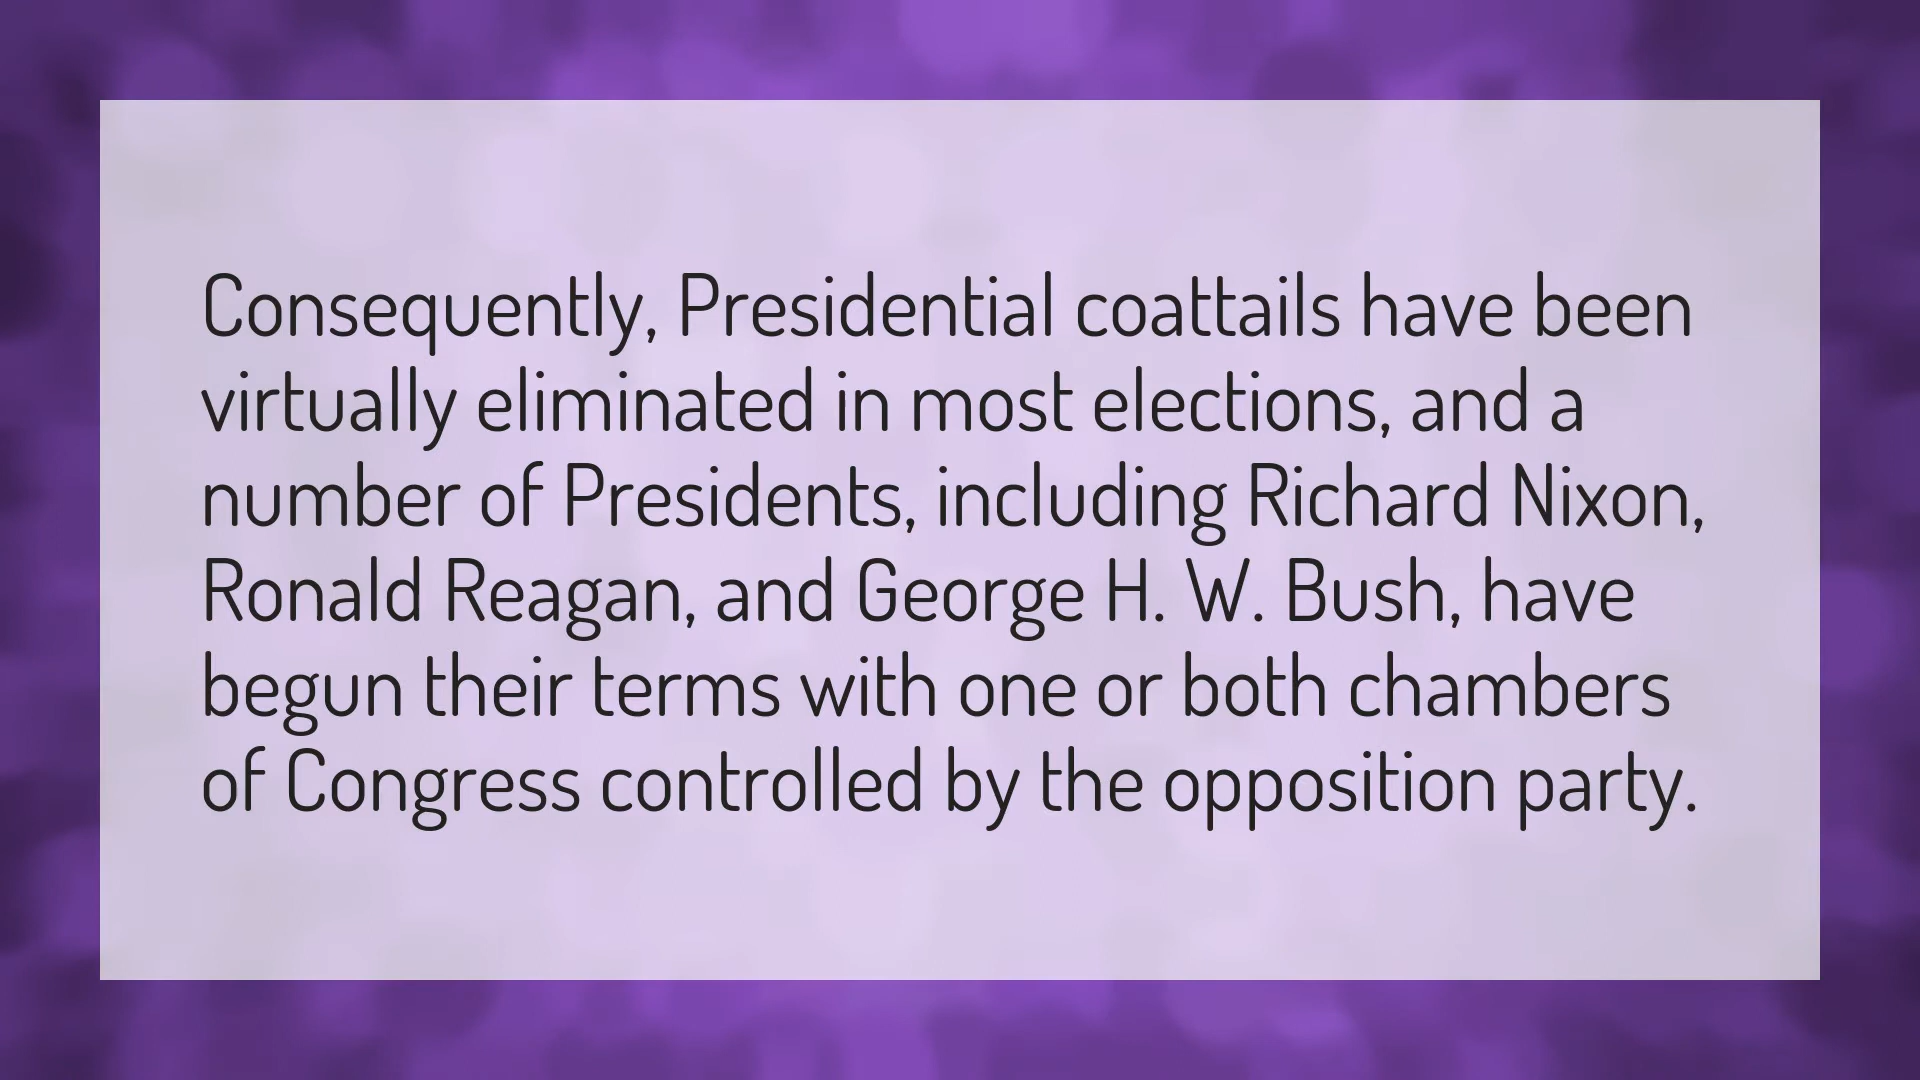 Consequently, Presidential coattails have been
virtually eliminated in most elections, and a
number of Presidents, including Richard Nixon,
Ronald Reagan, and George H. W. Bush, have
begun their terms with one or both chambers
of Congress controlled by the opposition party.